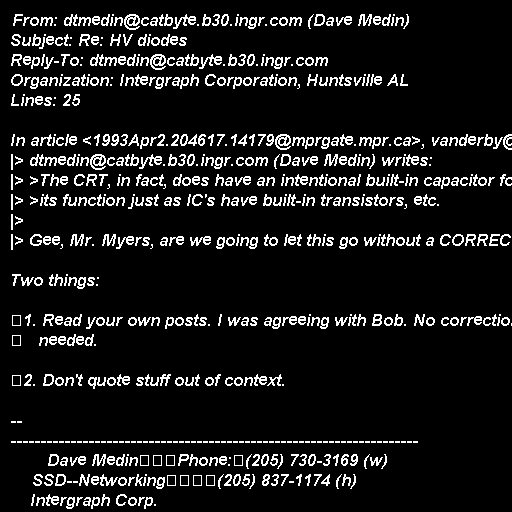 From: dtmedin@catbyte.b30.ingr.com (Dave Medin)
Subject: Re: HV diodes
Reply-To: dtmedin@catbyte.b30.ingr.com
Organization: Intergraph Corporation, Huntsville AL
Lines: 25

In article <1993Apr2.204617.14179@mprgate.mpr.ca>, vanderby@
|> dtmedin@catbyte.b30.ingr.com (Dave Medin) writes:
|> >The CRT, in fact, does have an intentional built-in capacitor fo
|> >its function just as IC's have built-in transistors, etc.
|>
|> Gee, Mr. Myers, are we going to let this go without a CORREC

Two things:

1. Read your own posts. I was agreeing with Bob. No correctio
needed.

2. Don't quote stuff out of context.

--
--------------------------------------------------------------------
Dave Medin Phone: (205) 730-3169 (w)
SSD--Networking (205) 837-1174 (h)
Intergraph Corp.